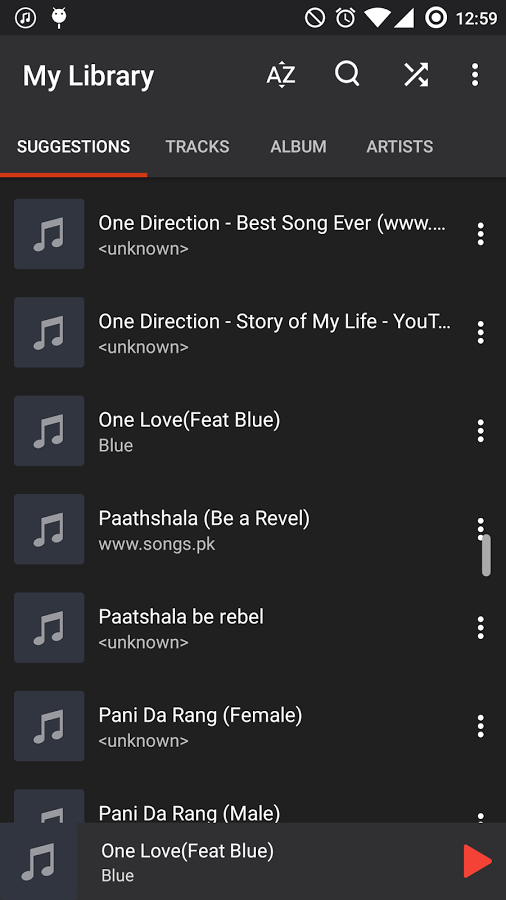 12:59
My Library
AZ
SUGGESTIONS TRACKS ALBUM ARTISTS
One Direction - Best Song Ever (www....
<unknown>
One Direction - Story of My Life - YouT...
<unknown>
One Love(Feat Blue)
Blue
Paathshala (Be a Revel)
www.songs.pk
Paatshala be rebel
<unknown>
Pani Da Rang (Female)
<unknown>
Pani Da Rang (Male)
One Love(Feat Blue)
Blue